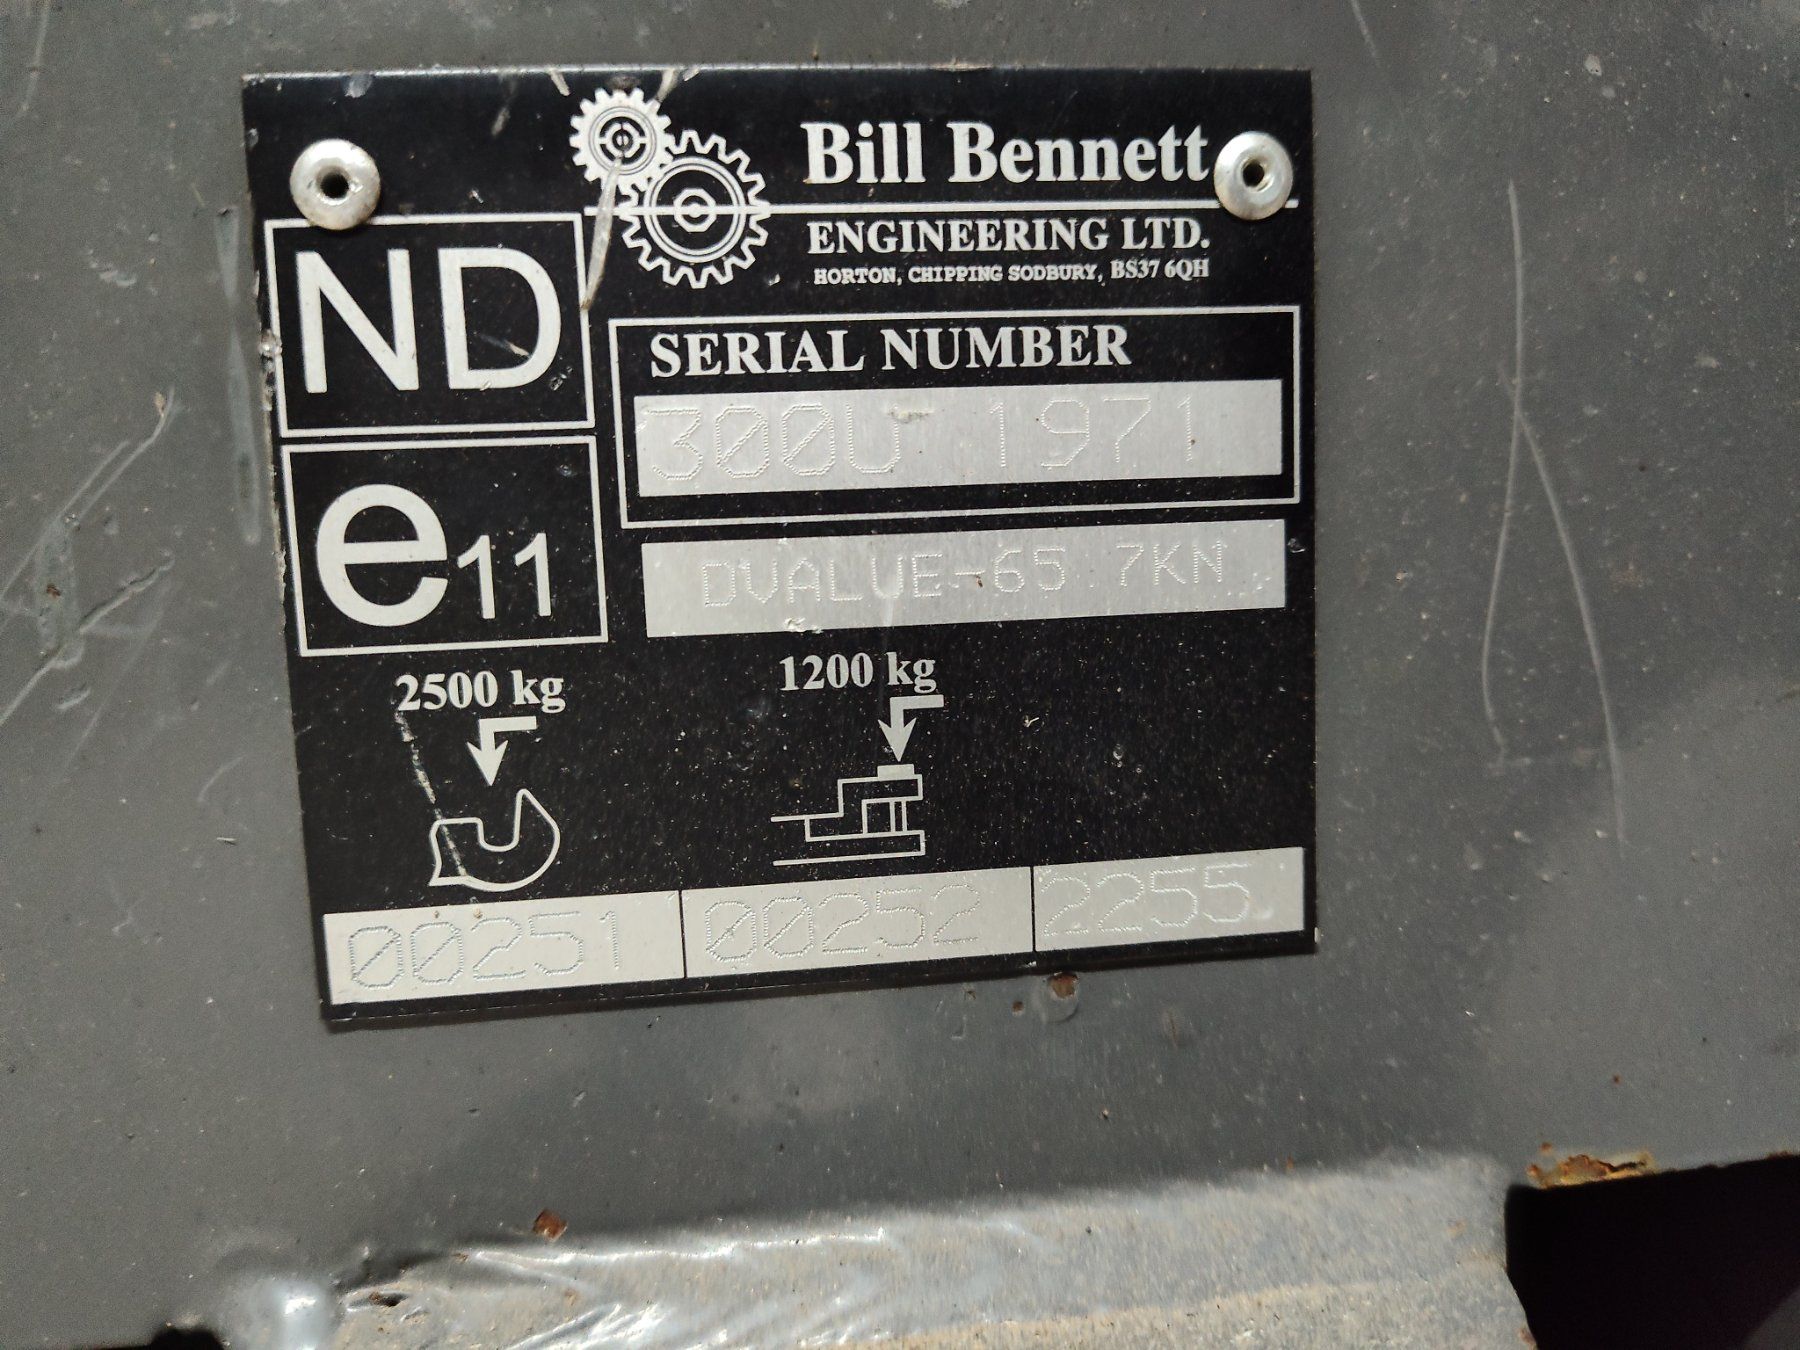 Bill Bennett
ENGINEERING LTD.
HORTON, CHIPPING SODBURY, BS37 6QH
ND
SERIAL NUMBER
300U 1971
e11
DVALUE-65.7KN
2500 kg
1200 kg
00251
00252
2255